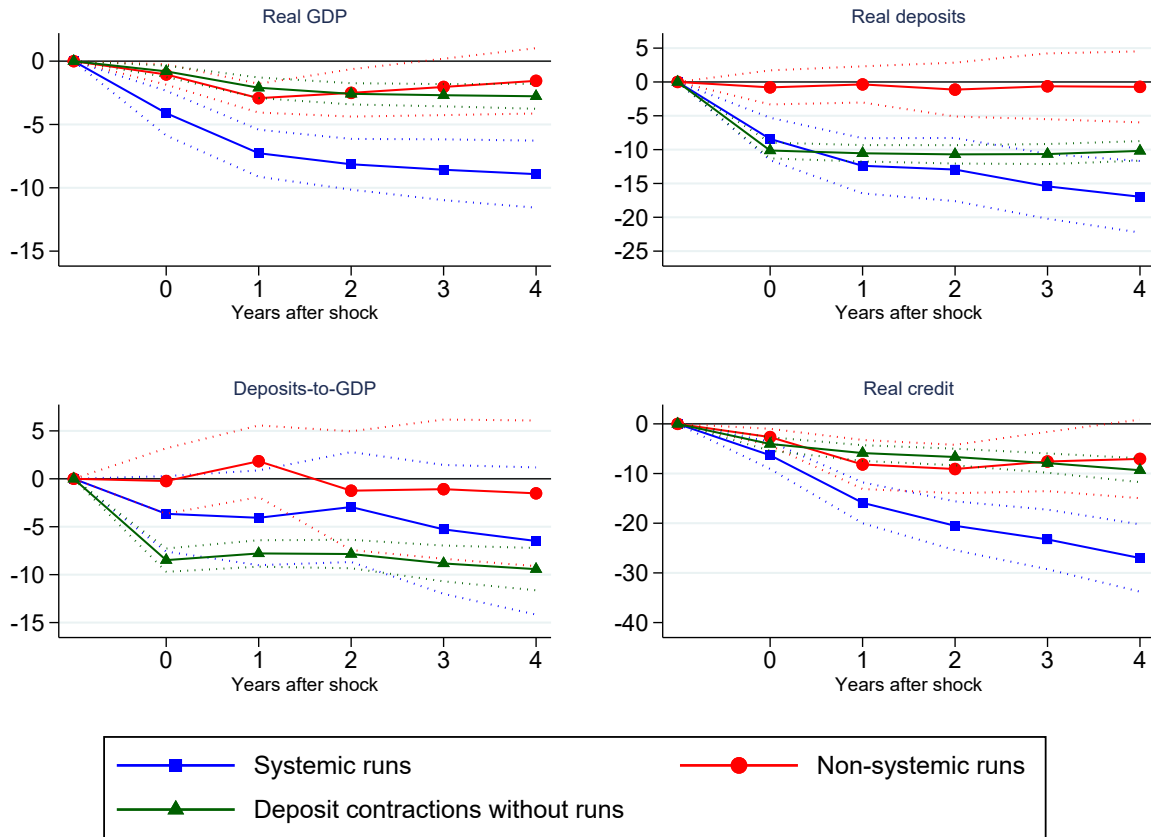 Real GDP
0
-5
-10
-15
0 1 2 3 4
Years after shock
Real deposits
5
0
-5
-10
-15
-20
-25
0 1 2 3 4
Years after shock
Deposits-to-GDP
5
0
-5
-10
-15
0 1 2 3 4
Years after shock
Real credit
0
-10
-20
-30
-40
0 1 2 3 4
Years after shock
Systemic runs
Non-systemic runs
Deposit contractions without runs